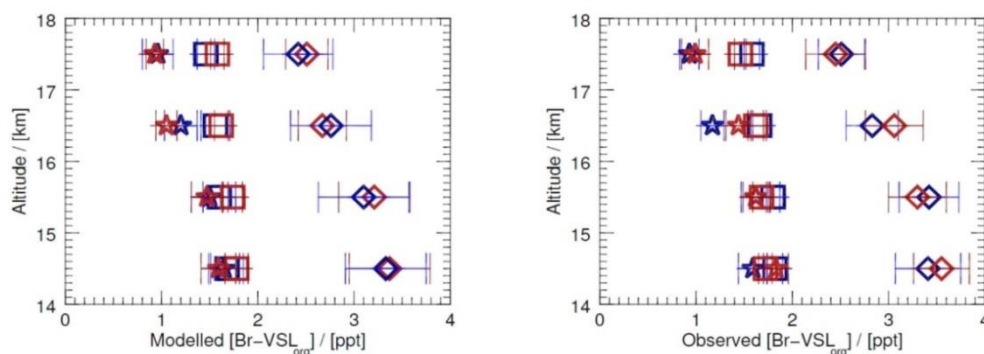 18
17
16
15
14
Altitude / [km]
0 1 2 3 4
Modelled [Br-VSL_org] / [ppt]
18
17
16
15
14
Altitude / [km]
0 1 2 3 4
Observed [Br-VSL_org] / [ppt]